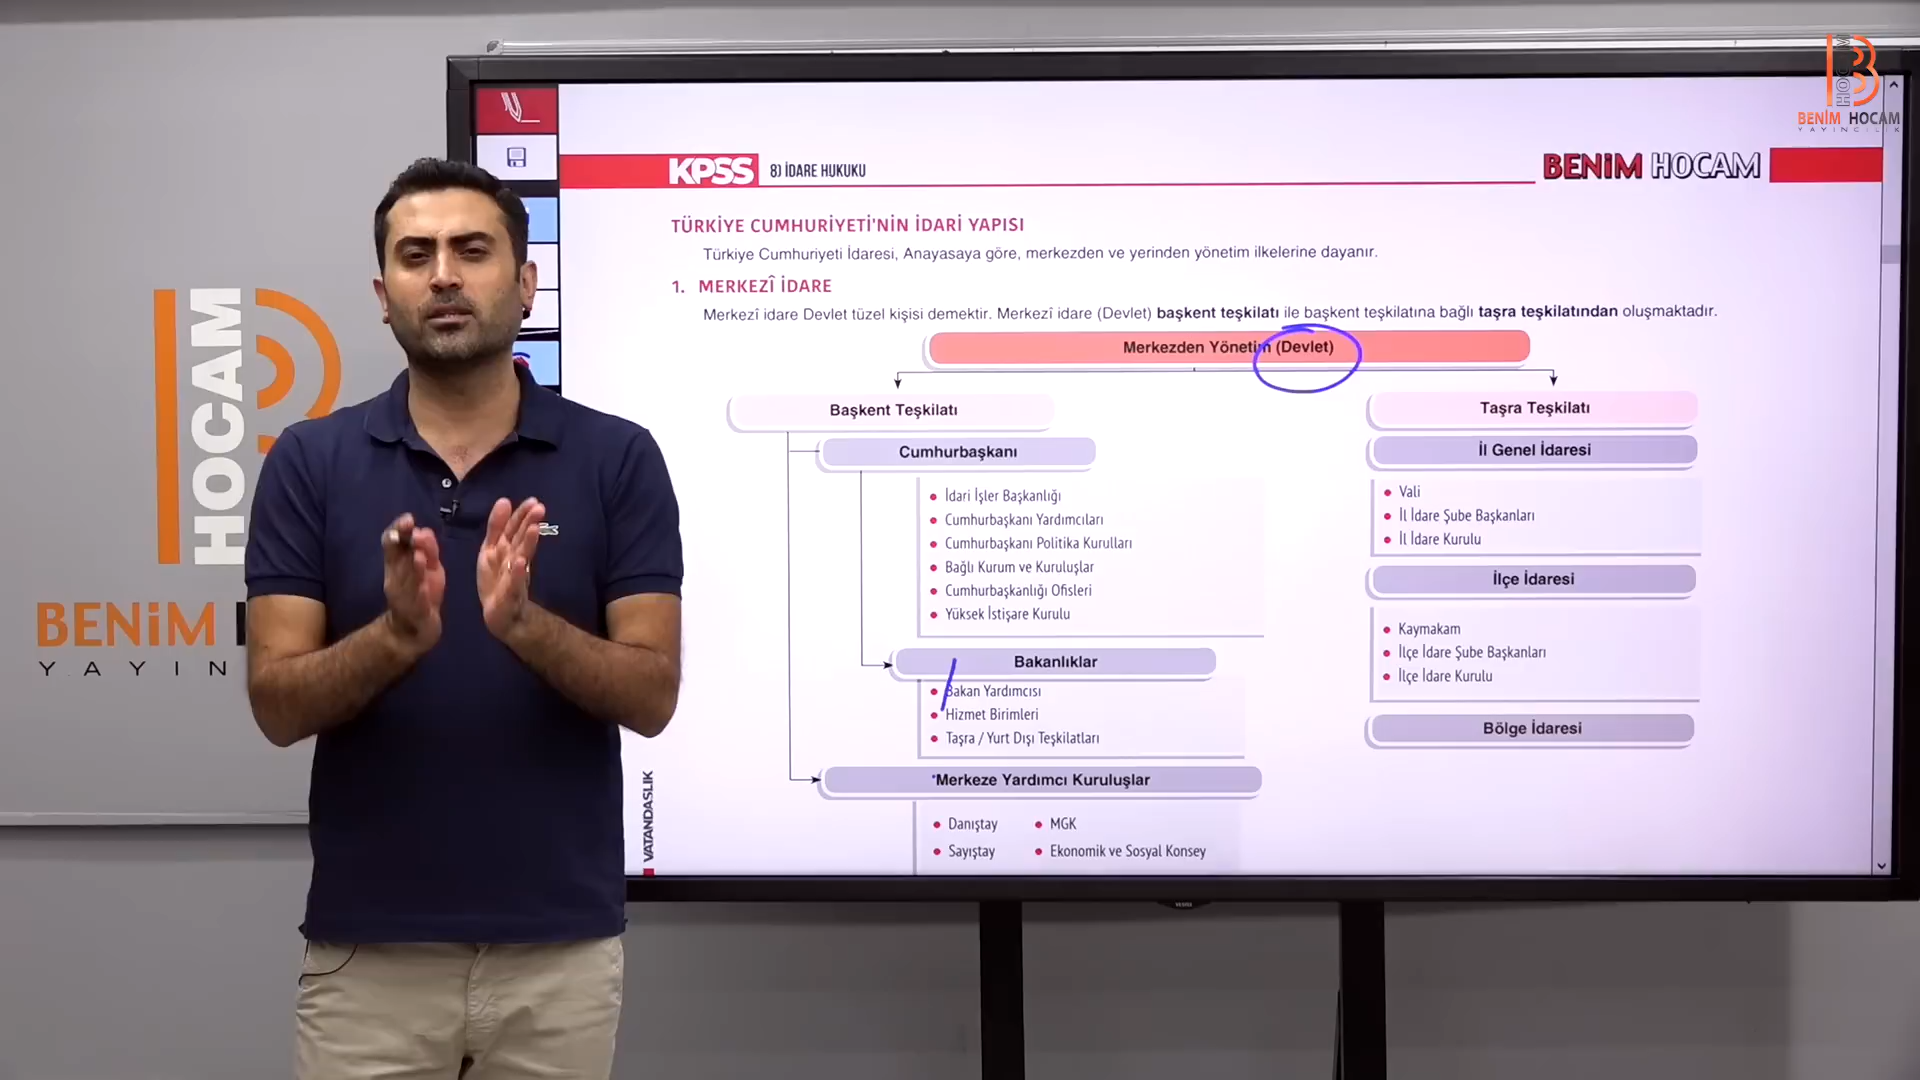 HOCAM
BENİM HOCAM
YAYINCILIK
KPSS
8) İDARE HUKUKU
BENİM HOCAM
TÜRKİYE CUMHURİYETİ'NİN İDARİ YAPISI
Türkiye Cumhuriyeti İdaresi, Anayasaya göre, merkezden ve yerinden yönetim ilkelerine dayanır.
1. MERKEZÎ İDARE
Merkezî idare Devlet tüzel kişisi demektir. Merkezî idare (Devlet) başkent teşkilatı ile başkent teşkilatına bağlı taşra teşkilatından oluşmaktadır.
Merkezden Yönetim (Devlet)
Başkent Teşkilatı
Cumhurbaşkanı
• İdari İşler Başkanlığı
• Cumhurbaşkanı Yardımcıları
• Cumhurbaşkanı Politika Kurulları
• Bağlı Kurum ve Kuruluşlar
• Cumhurbaşkanlığı Ofisleri
• Yüksek İstişare Kurulu
Bakanlıklar
• Bakan Yardımcısı
• Hizmet Birimleri
• Taşra / Yurt Dışı Teşkilatları
*Merkeze Yardımcı Kuruluşlar
• Danıştay • MGK
• Sayıştay • Ekonomik ve Sosyal Konsey
Taşra Teşkilatı
İl Genel İdaresi
• Vali
• İl İdare Şube Başkanları
• İl İdare Kurulu
İlçe İdaresi
• Kaymakam
• İlçe İdare Şube Başkanları
• İlçe İdare Kurulu
Bölge İdaresi
VATANDAŞLIK
HOCAM
BENİM H
YAYIN